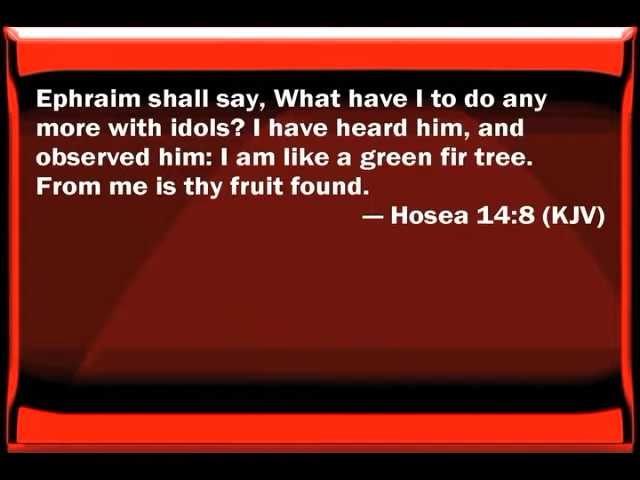 Ephraim shall say, What have I to do any
more with idols? I have heard him, and
observed him: I am like a green fir tree.
From me is thy fruit found.
— Hosea 14:8 (KJV)